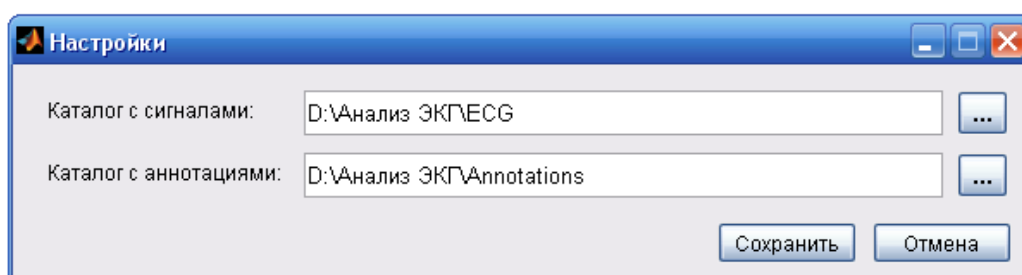 Настройки
Каталог с сигналами: D:\Анализ ЭКГ\ECG ...
Каталог с аннотациями: D:\Анализ ЭКГ\Annotations ...
Сохранить Отмена